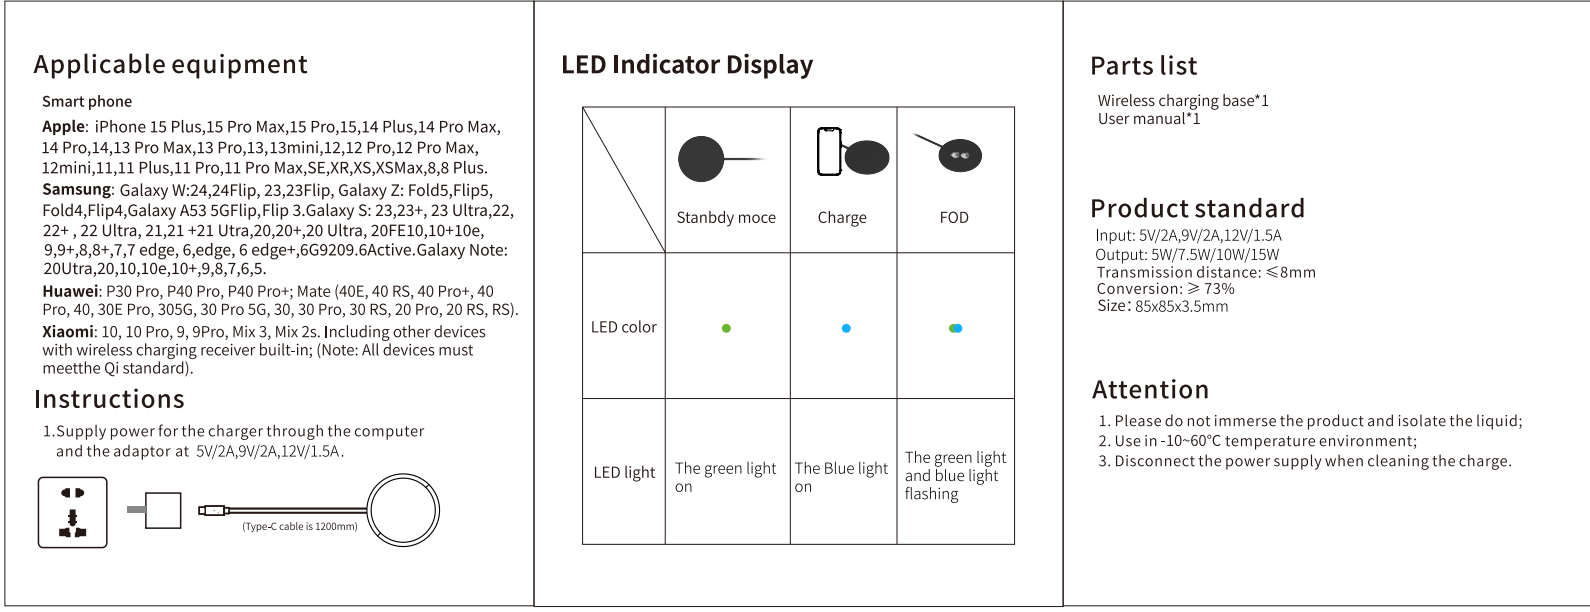 Applicable equipment
Smart phone
Apple: iPhone 15 Plus,15 Pro Max,15 Pro,15,14 Plus,14 Pro Max,
14 Pro,14,13 Pro Max,13 Pro,13,13mini,12,12 Pro,12 Pro Max,
12mini,11,11 Plus,11 Pro,11 Pro Max,SE,XR,XS,XSMax,8,8 Plus.
Samsung: Galaxy W:24,24Flip, 23,23Flip, Galaxy Z: Fold5,Flip5,
Fold4,Flip4,Galaxy A53 5GFlip,Flip 3.Galaxy S: 23,23+, 23 Ultra,22,
22+ , 22 Ultra, 21,21 +21 Utra,20,20+,20 Ultra, 20FE10,10+10e,
9,9+,8,8+,7,7 edge, 6,edge, 6 edge+,6G9209.6Active.Galaxy Note:
20Utra,20,10,10e,10+,9,8,7,6,5.
Huawei: P30 Pro, P40 Pro, P40 Pro+; Mate (40E, 40 RS, 40 Pro+, 40
Pro, 40, 30E Pro, 305G, 30 Pro 5G, 30, 30 Pro, 30 RS, 20 Pro, 20 RS, RS).
Xiaomi: 10, 10 Pro, 9, 9Pro, Mix 3, Mix 2s. Including other devices
with wireless charging receiver built-in; (Note: All devices must
meetthe Qi standard).
Instructions
1.Supply power for the charger through the computer
and the adaptor at 5V/2A,9V/2A,12V/1.5A.
(Type-C cable is 1200mm)
LED Indicator Display
Stanbdy moce
Charge
FOD
LED color
LED light
The green light
on
The Blue light
on
The green light
and blue light
flashing
Parts list
Wireless charging base*1
User manual*1
Product standard
Input: 5V/2A,9V/2A,12V/1.5A
Output: 5W/7.5W/10W/15W
Transmission distance: ≤8mm
Conversion: ≥ 73%
Size: 85x85x3.5mm
Attention
1. Please do not immerse the product and isolate the liquid;
2. Use in -10~60℃ temperature environment;
3. Disconnect the power supply when cleaning the charge.